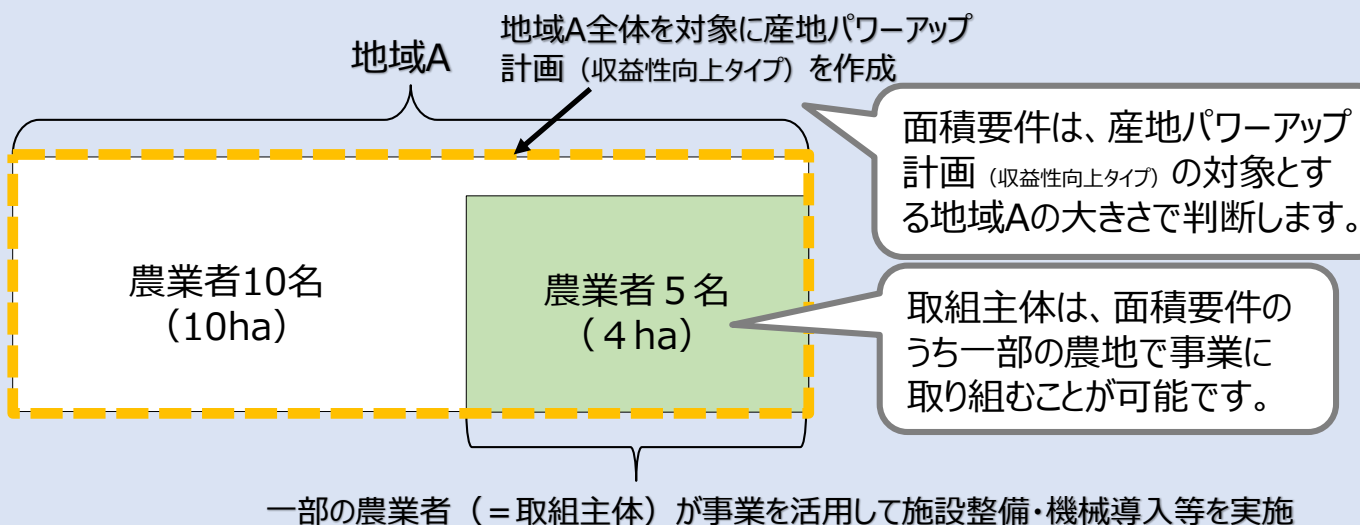 地域A
地域A全体を対象に産地パワーアップ
計画（収益性向上タイプ）を作成
面積要件は、産地パワーアップ
計画（収益性向上タイプ）の対象とす
る地域Aの大きさで判断します。
農業者10名
（10ha）
農業者５名
（４ha）
取組主体は、面積要件の
うち一部の農地で事業に
取り組むことが可能です。
一部の農業者（＝取組主体）が事業を活用して施設整備・機械導入等を実施